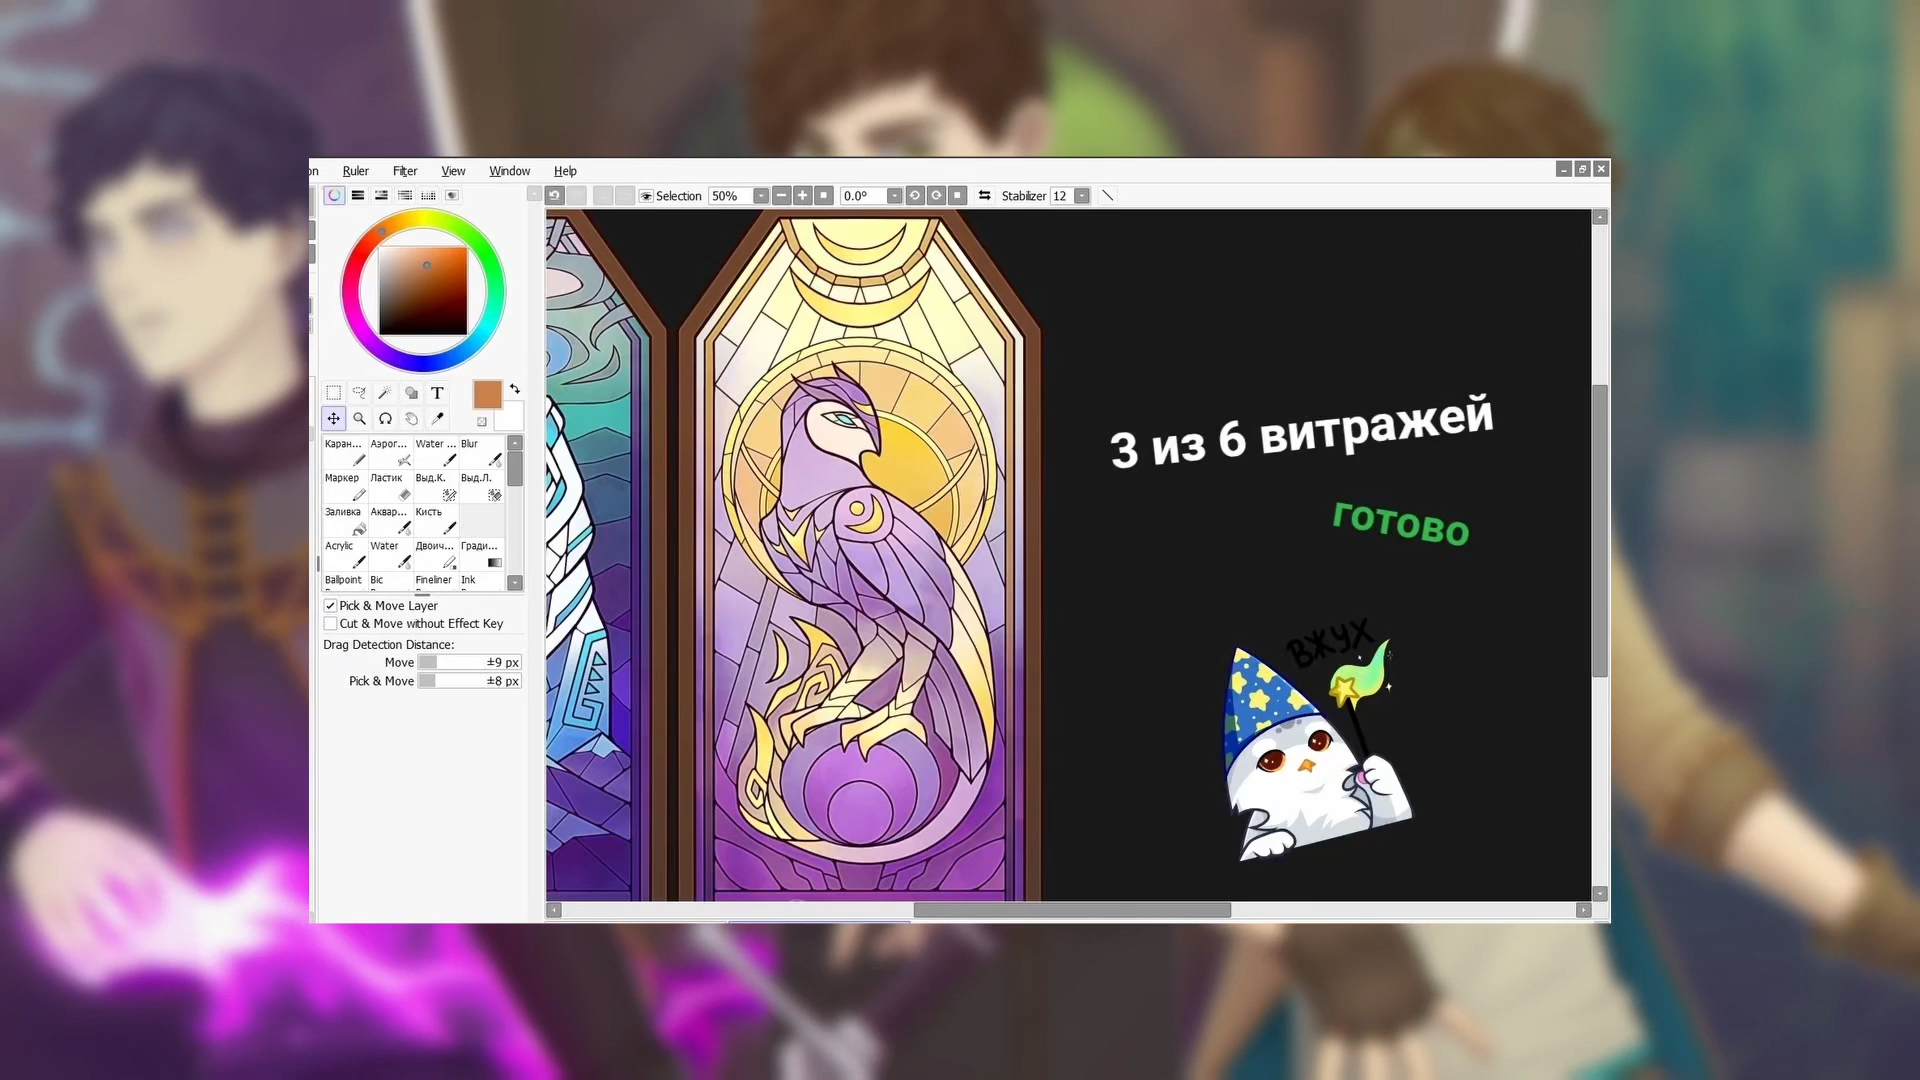 on Ruler Filter View Window Help
Selection 50% 0.0º Stabilizer 12
T
Каран... Аэрог... Water ... Blur
Маркер Ластик Выд.К. Выд.Л.
Заливка Аквар... Кисть
Acrylic Water Двоич... Гради...
Ballpoint Bic Fineliner Ink
Pick & Move Layer
Cut & Move without Effect Key
Drag Detection Distance:
Move ±9 px
Pick & Move ±8 px
3 из 6 витражей
готово
ВЖУХ